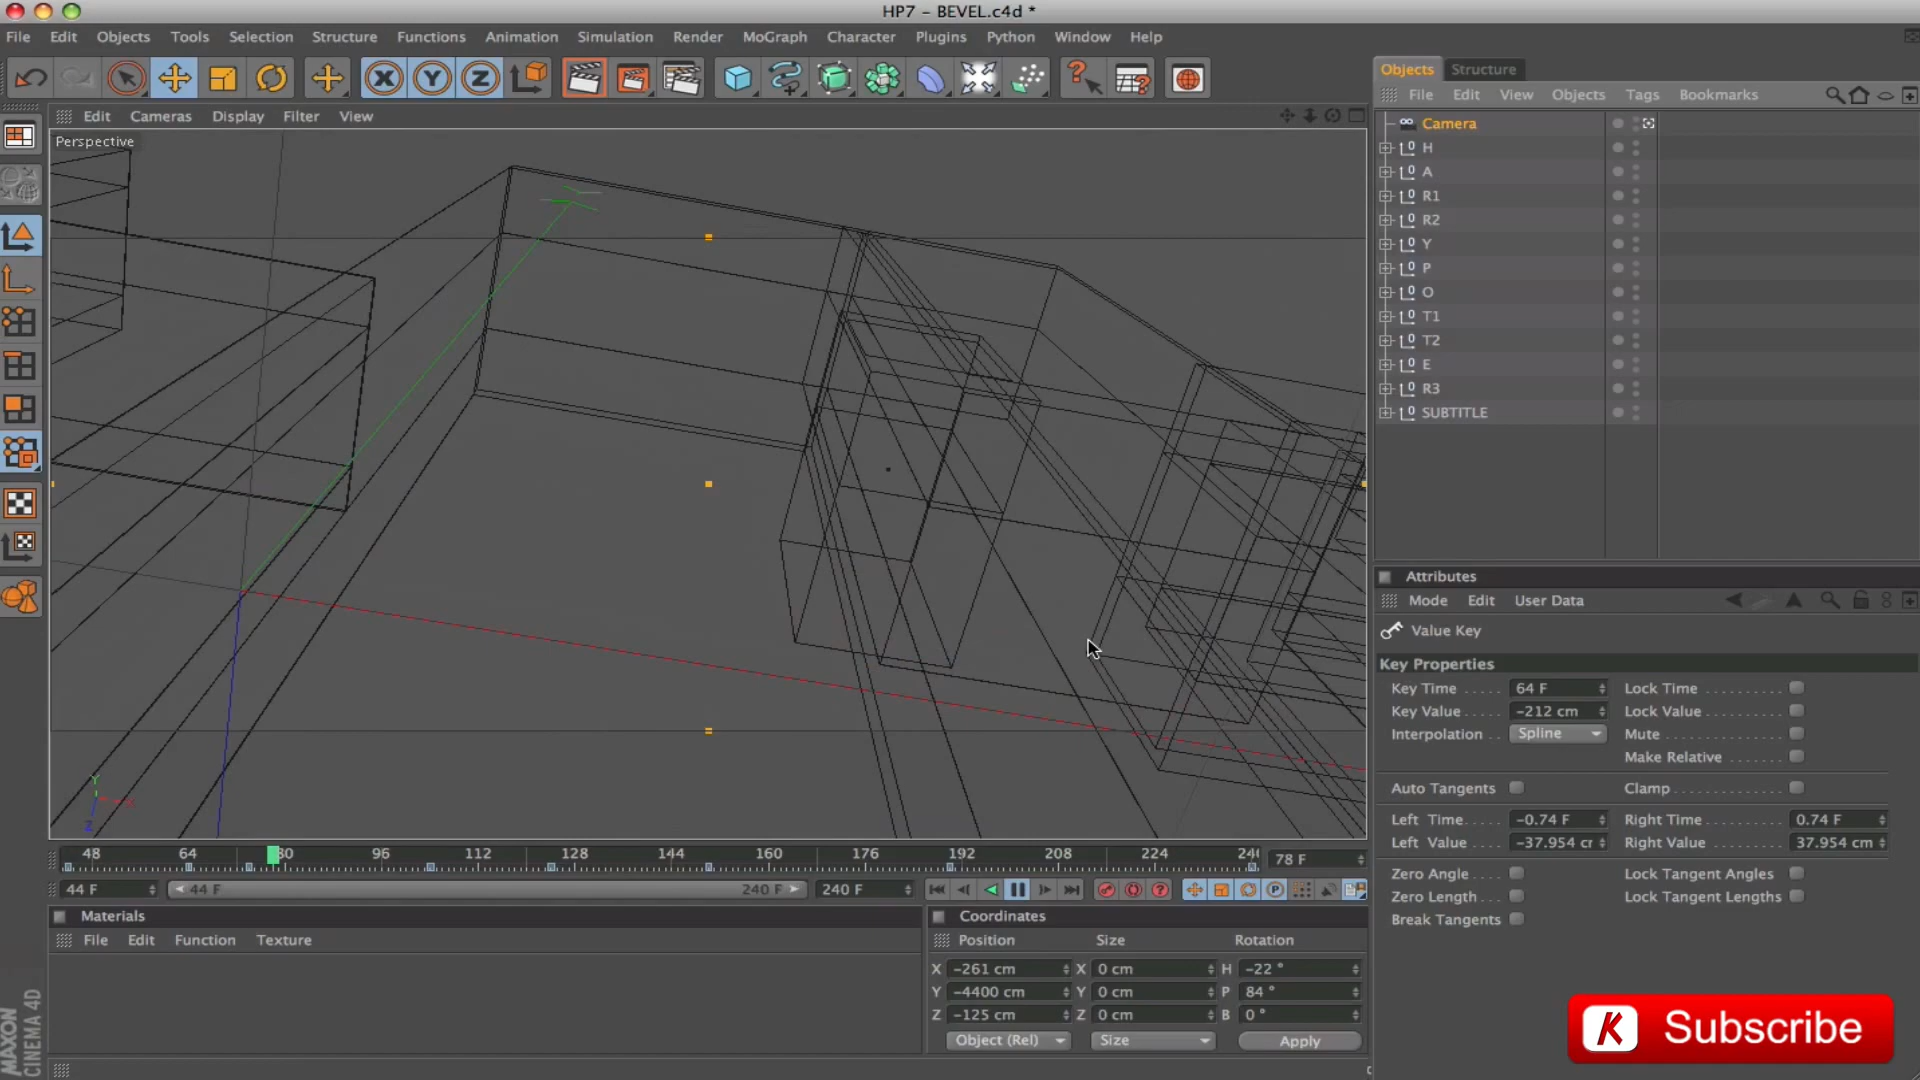 HP7 - BEVEL.c4d *
File Edit Objects Tools Selection Structure Functions Animation Simulation Render MoGraph Character Plugins Python Window Help
Objects Structure
File Edit View Objects Tags Bookmarks
Edit Cameras Display Filter View
Perspective
Camera
H
A
R1
R2
Y
P
O
T1
T2
E
R3
SUBTITLE
Attributes
Mode Edit User Data
Value Key
Key Properties
Key Time ..... 64 F Lock Time
Key Value ..... -212 cm Lock Value
Interpolation .. Spline Mute
Make Relative
Auto Tangents Clamp
Left Time -0.74 F Right Time 0.74 F
Left Value -37.954 cr Right Value 37.954 cm
Zero Angle Lock Tangent Angles
Zero Length Lock Tangent Lengths
Break Tangents
48 64 80 96 112 128 144 160 176 192 208 224 24 78 F
44 F 44 F 240 F 240 F
Materials
File Edit Function Texture
Coordinates
Position Size Rotation
X -261 cm X 0 cm H -22 °
Y -4400 cm Y 0 cm P 84 °
Z -125 cm Z 0 cm B 0 °
Object (Rel) Size Apply
MAXON
CINEMA 4D
K Subscribe
X Y Z